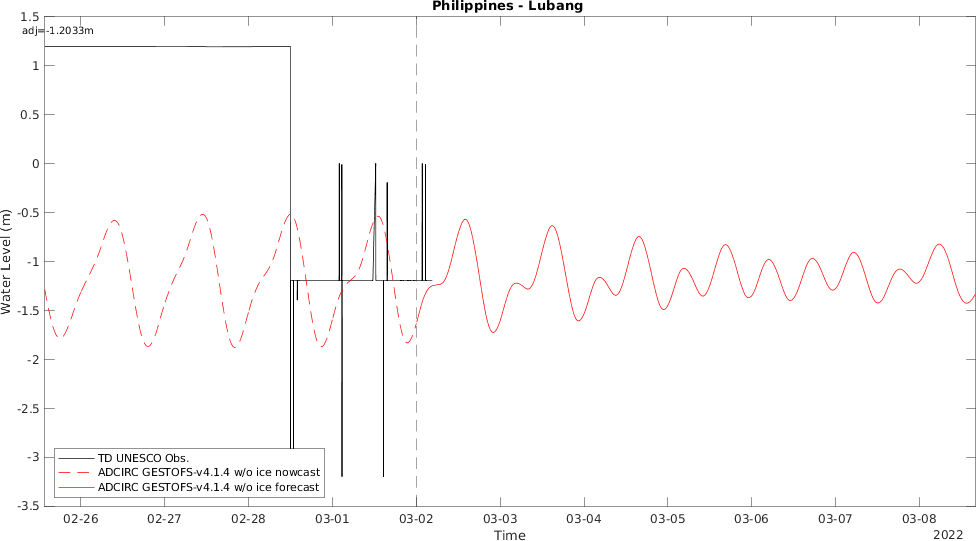 Philippines - Lubang
adj=-1.2033m
1.5
1
0.5
0
-0.5
-1
-1.5
-2
-2.5
-3
-3.5
Water Level (m)
TD UNESCO Obs.
ADCIRC GESTOFS-v4.1.4 w/o ice nowcast
ADCIRC GESTOFS-v4.1.4 w/o ice forecast
02-26 02-27 02-28 03-01 03-02 03-03 03-04 03-05 03-06 03-07 03-08
Time
2022